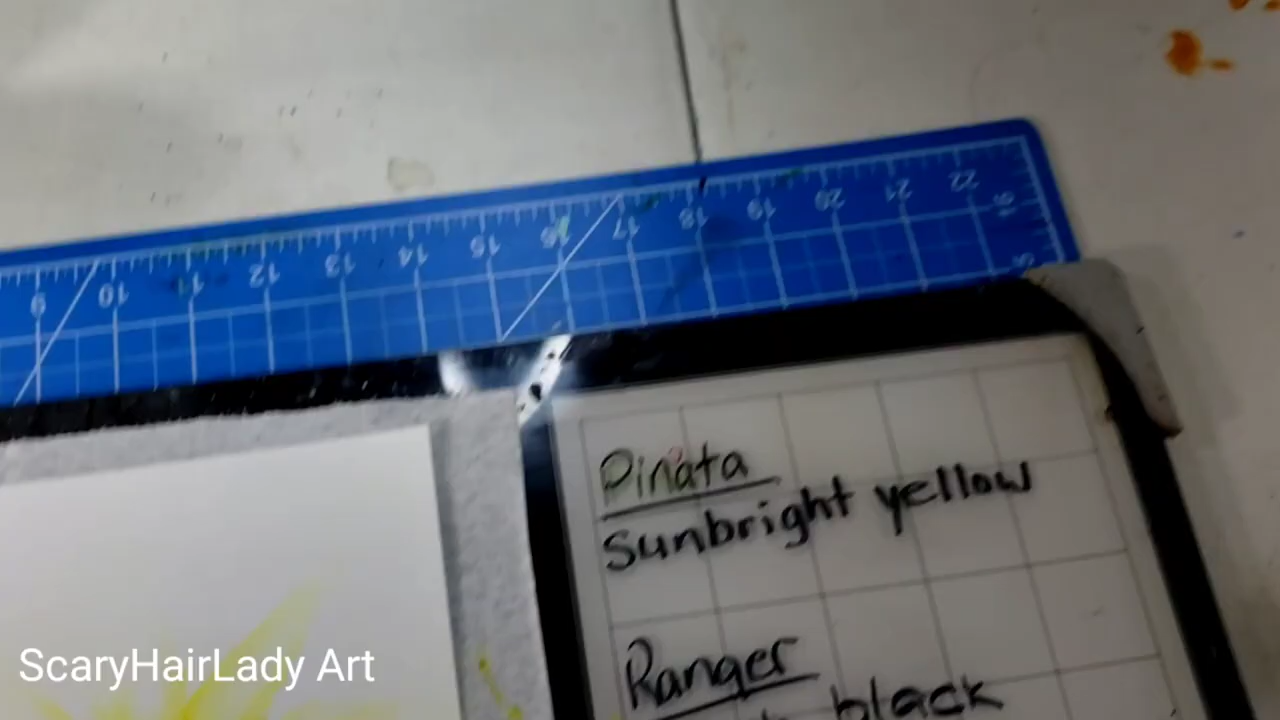 9 10 11 12 13 14 15 16 17 18 19 20 21 22
Pinata
Sunbright yellow
Ranger
black
ScaryHairLady Art